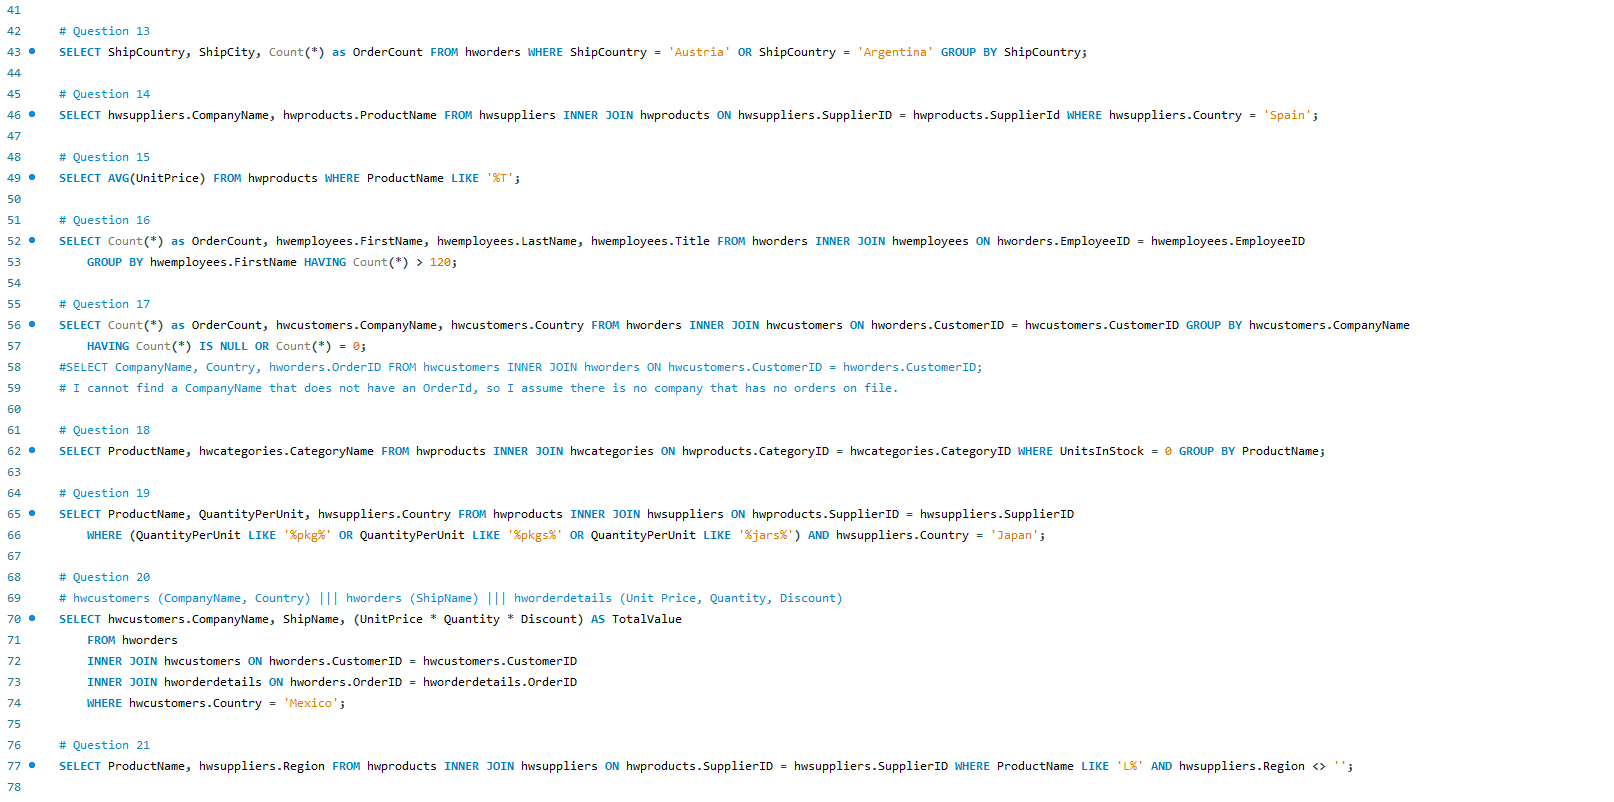 41
42 # Question 13
43 SELECT ShipCountry, ShipCity, Count(*) as OrderCount FROM hworders WHERE ShipCountry = 'Austria' OR ShipCountry = 'Argentina' GROUP BY ShipCountry;
44
45 # Question 14
46 SELECT hwsuppliers.CompanyName, hwproducts.ProductName FROM hwsuppliers INNER JOIN hwproducts ON hwsuppliers.SupplierID = hwproducts.SupplierId WHERE hwsuppliers.Country = 'Spain';
47
48 # Question 15
49 SELECT AVG(UnitPrice) FROM hwproducts WHERE ProductName LIKE '%T';
50
51 # Question 16
52 SELECT Count(*) as OrderCount, hwemployees.FirstName, hwemployees.LastName, hwemployees.Title FROM hworders INNER JOIN hwemployees ON hworders.EmployeeID = hwemployees.EmployeeID
53 GROUP BY hwemployees.FirstName HAVING Count(*) > 120;
54
55 # Question 17
56 SELECT Count(*) as OrderCount, hwcustomers.CompanyName, hwcustomers.Country FROM hworders INNER JOIN hwcustomers ON hworders.CustomerID = hwcustomers.CustomerID GROUP BY hwcustomers.CompanyName
57 HAVING Count(*) IS NULL OR Count(*) = 0;
58 #SELECT CompanyName, Country, hworders.OrderID FROM hwcustomers INNER JOIN hworders ON hwcustomers.CustomerID = hworders.CustomerID;
59 # I cannot find a CompanyName that does not have an OrderId, so I assume there is no company that has no orders on file.
60
61 # Question 18
62 SELECT ProductName, hwcategories.CategoryName FROM hwproducts INNER JOIN hwcategories ON hwproducts.CategoryID = hwcategories.CategoryID WHERE UnitsInStock = 0 GROUP BY ProductName;
63
64 # Question 19
65 SELECT ProductName, QuantityPerUnit, hwsuppliers.Country FROM hwproducts INNER JOIN hwsuppliers ON hwproducts.SupplierID = hwsuppliers.SupplierID
66 WHERE (QuantityPerUnit LIKE '%pkg%' OR QuantityPerUnit LIKE '%pkgs%' OR QuantityPerUnit LIKE '%jars%') AND hwsuppliers.Country = 'Japan';
67
68 # Question 20
69 # hwcustomers (CompanyName, Country) ||| hworders (ShipName) ||| hworderdetails (Unit Price, Quantity, Discount)
70 SELECT hwcustomers.CompanyName, ShipName, (UnitPrice * Quantity * Discount) AS TotalValue
71 FROM hworders
72 INNER JOIN hwcustomers ON hworders.CustomerID = hwcustomers.CustomerID
73 INNER JOIN hworderdetails ON hworders.OrderID = hworderdetails.OrderID
74 WHERE hwcustomers.Country = 'Mexico';
75
76 # Question 21
77 SELECT ProductName, hwsuppliers.Region FROM hwproducts INNER JOIN hwsuppliers ON hwproducts.SupplierID = hwsuppliers.SupplierID WHERE ProductName LIKE 'L%' AND hwsuppliers.Region <> '';
78